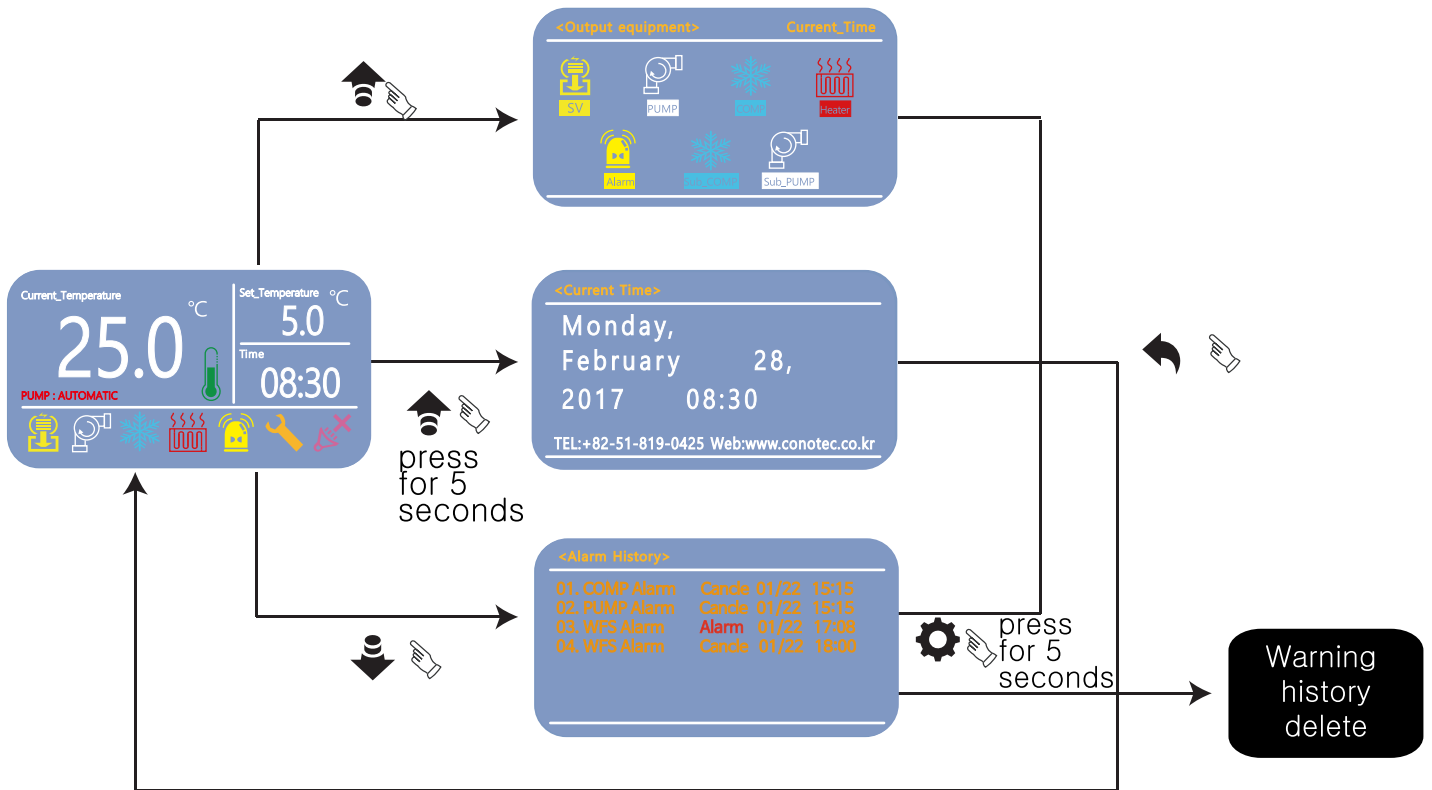 <Output equipment> Current_Time
SV
PUMP
COMP
Heater
Alarm
Sub_COMP
Sub_PUMP
Current_Temperature
25.0 °C
PUMP : AUTOMATIC
Set_Temperature °C
5.0
Time
08:30
press
for 5
seconds
<Current Time>
Monday,
February 28,
2017 08:30
TEL:+82-51-819-0425 Web:www.conotec.co.kr
<Alarm History>
01. COMP Alarm Cancle 01/22 15:15
02. PUMP Alarm Cancle 01/22 15:15
03. WFS Alarm Alarm 01/22 17:08
04. WFS Alarm Cancle 01/22 18:00
press
for 5
seconds
Warning
history
delete